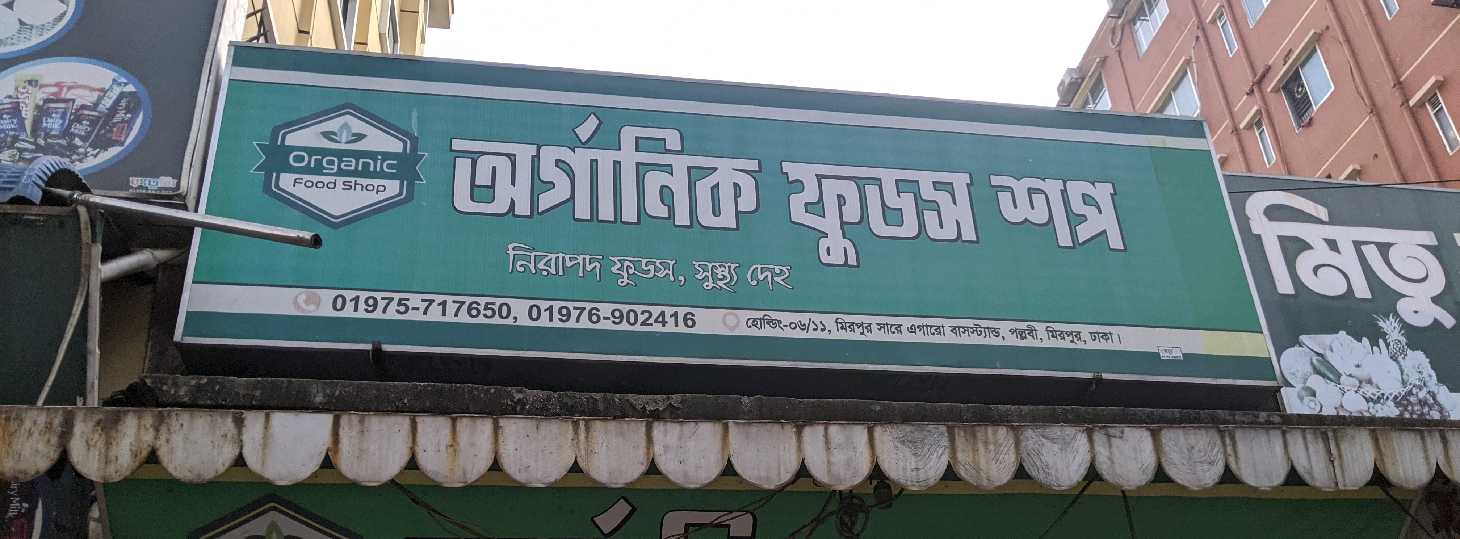 Organic
Food Shop
অর্গানিক ফুডস শপ
নিরাপদ ফুডস, সুস্থ্য দেহ
01975-717650, 01976-902416
হোল্ডিং-০৬/১১, মিরপুর সারে এগারো বাসস্ট্যান্ড, পল্লবী, মিরপুর, ঢাকা।
মিতু